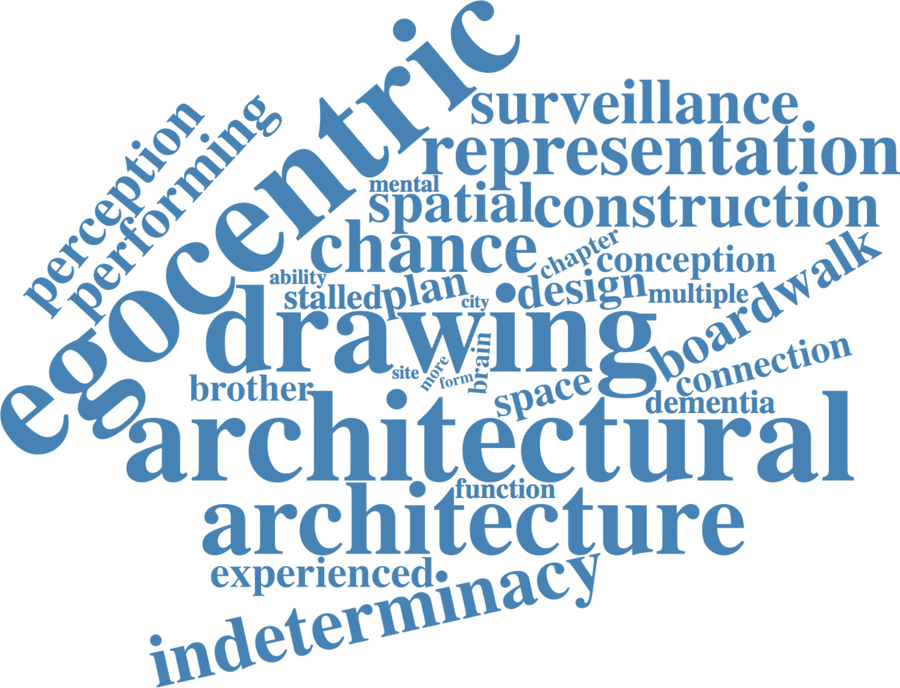 egocentric
surveillance
perception
performing
representation
mental
spatial
construction
chance
chapter
conception
boardwalk
ability
stalled
plan
city
design
multiple
drawing
brain
connection
site
more
form
brother
space
dementia
architectural
function
architecture
experienced
indeterminacy